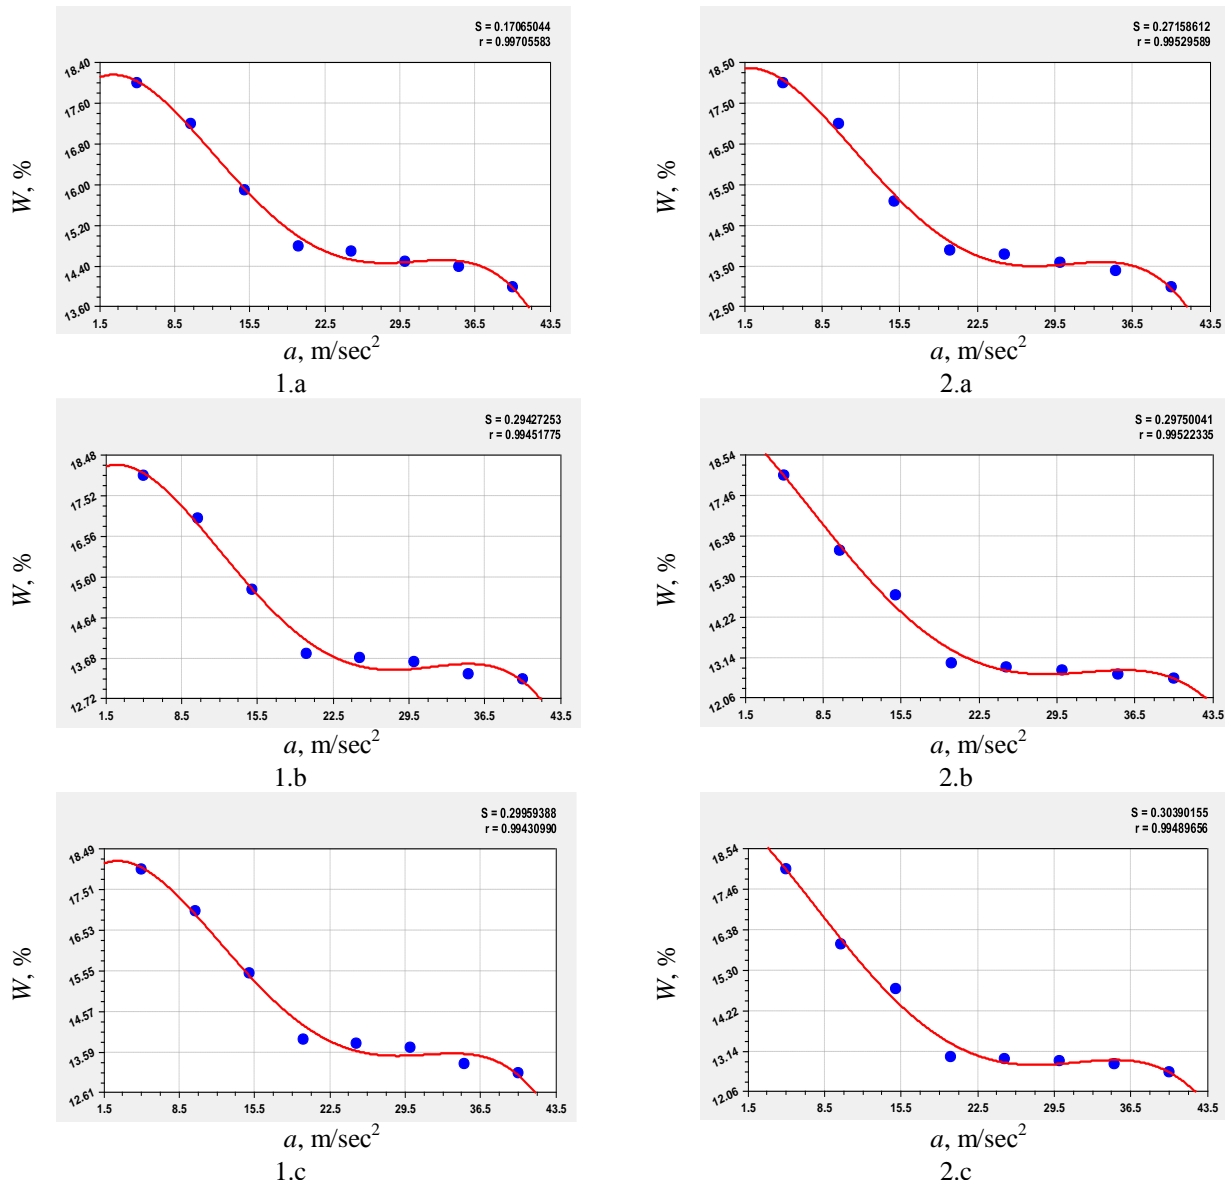 S = 0.17065044
r = 0.99705583
18.40
17.60
16.80
16.00
15.20
14.40
13.60
W, %
1.5 8.5 15.5 22.5 29.5 36.5 43.5
a, m/sec²
1.a
S = 0.27158612
r = 0.99529589
18.50
17.50
16.50
15.50
14.50
13.50
12.50
W, %
1.5 8.5 15.5 22.5 29.5 36.5 43.5
a, m/sec²
2.a
S = 0.29427253
r = 0.99451775
18.48
17.52
16.56
15.60
14.64
13.68
12.72
W, %
1.5 8.5 15.5 22.5 29.5 36.5 43.5
a, m/sec²
1.b
S = 0.29750041
r = 0.99522335
18.54
17.46
16.38
15.30
14.22
13.14
12.06
W, %
1.5 8.5 15.5 22.5 29.5 36.5 43.5
a, m/sec²
2.b
S = 0.29959388
r = 0.99430990
18.49
17.51
16.53
15.55
14.57
13.59
12.61
W, %
1.5 8.5 15.5 22.5 29.5 36.5 43.5
a, m/sec²
1.c
S = 0.30390155
r = 0.99489656
18.54
17.46
16.38
15.30
14.22
13.14
12.06
W, %
1.5 8.5 15.5 22.5 29.5 36.5 43.5
a, m/sec²
2.c